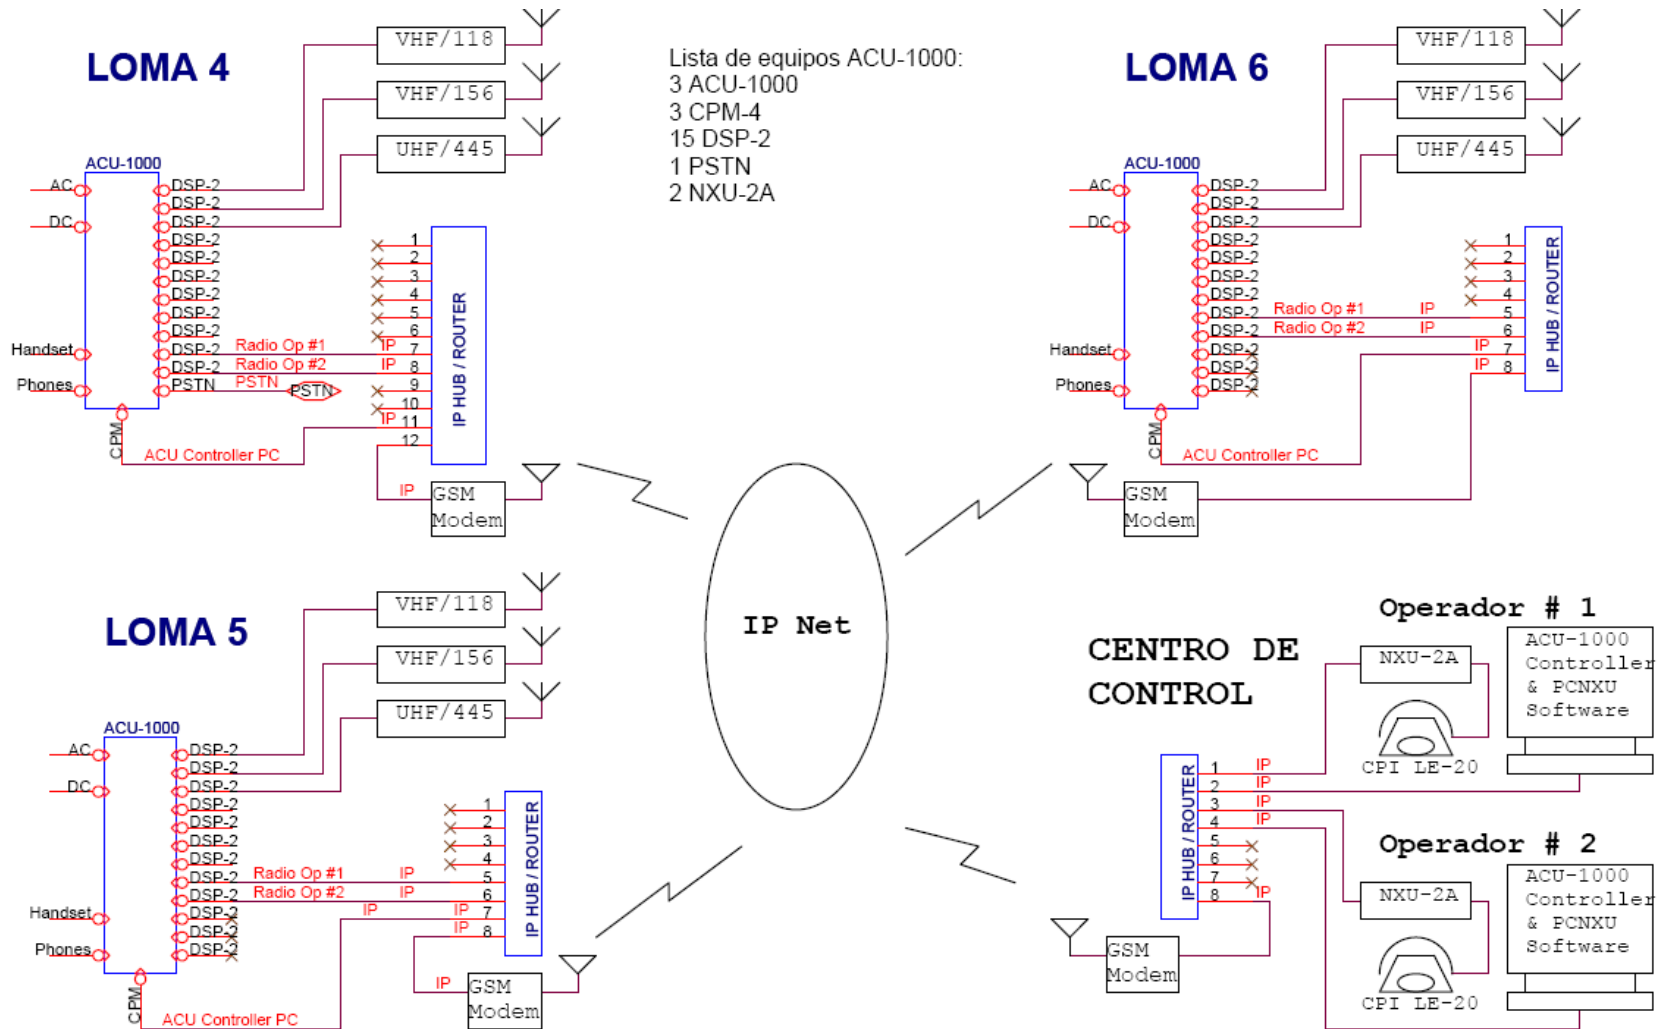 LOMA 4
VHF/118
VHF/156
UHF/445
ACU-1000
AC
DC
Handset
Phones
DSP-2
DSP-2
DSP-2
DSP-2
DSP-2
DSP-2
DSP-2
DSP-2
DSP-2
DSP-2 Radio Op #1 IP
DSP-2 Radio Op #2 IP
PSTN PSTN PSTN
CPM
ACU Controller PC
IP
1
2
3
4
5
6
7
8
9
10
11
12
IP HUB / ROUTER
IP
GSM
Modem
Lista de equipos ACU-1000:
3 ACU-1000
3 CPM-4
15 DSP-2
1 PSTN
2 NXU-2A
LOMA 6
VHF/118
VHF/156
UHF/445
ACU-1000
AC
DC
Handset
Phones
DSP-2
DSP-2
DSP-2
DSP-2
DSP-2
DSP-2
DSP-2
DSP-2 Radio Op #1 IP
DSP-2 Radio Op #2 IP
DSP-2
DSP-2
DSP-2
CPM
ACU Controller PC
IP
IP
1
2
3
4
5
6
7
8
IP HUB / ROUTER
GSM
Modem
IP Net
LOMA 5
VHF/118
VHF/156
UHF/445
ACU-1000
AC
DC
Handset
Phones
DSP-2
DSP-2
DSP-2
DSP-2
DSP-2
DSP-2
DSP-2
DSP-2 Radio Op #1 IP
DSP-2 Radio Op #2 IP
DSP-2
DSP-2
DSP-2
CPM
ACU Controller PC
IP
IP
IP
1
2
3
4
5
6
7
8
IP HUB / ROUTER
IP
GSM
Modem
CENTRO DE
CONTROL
IP HUB / ROUTER
1 IP
2 IP
3 IP
4 IP
5
6
7
8 IP
GSM
Modem
Operador # 1
NXU-2A
CPI LE-20
ACU-1000
Controller
& PCNXU
Software
Operador # 2
NXU-2A
CPI LE-20
ACU-1000
Controller
& PCNXU
Software